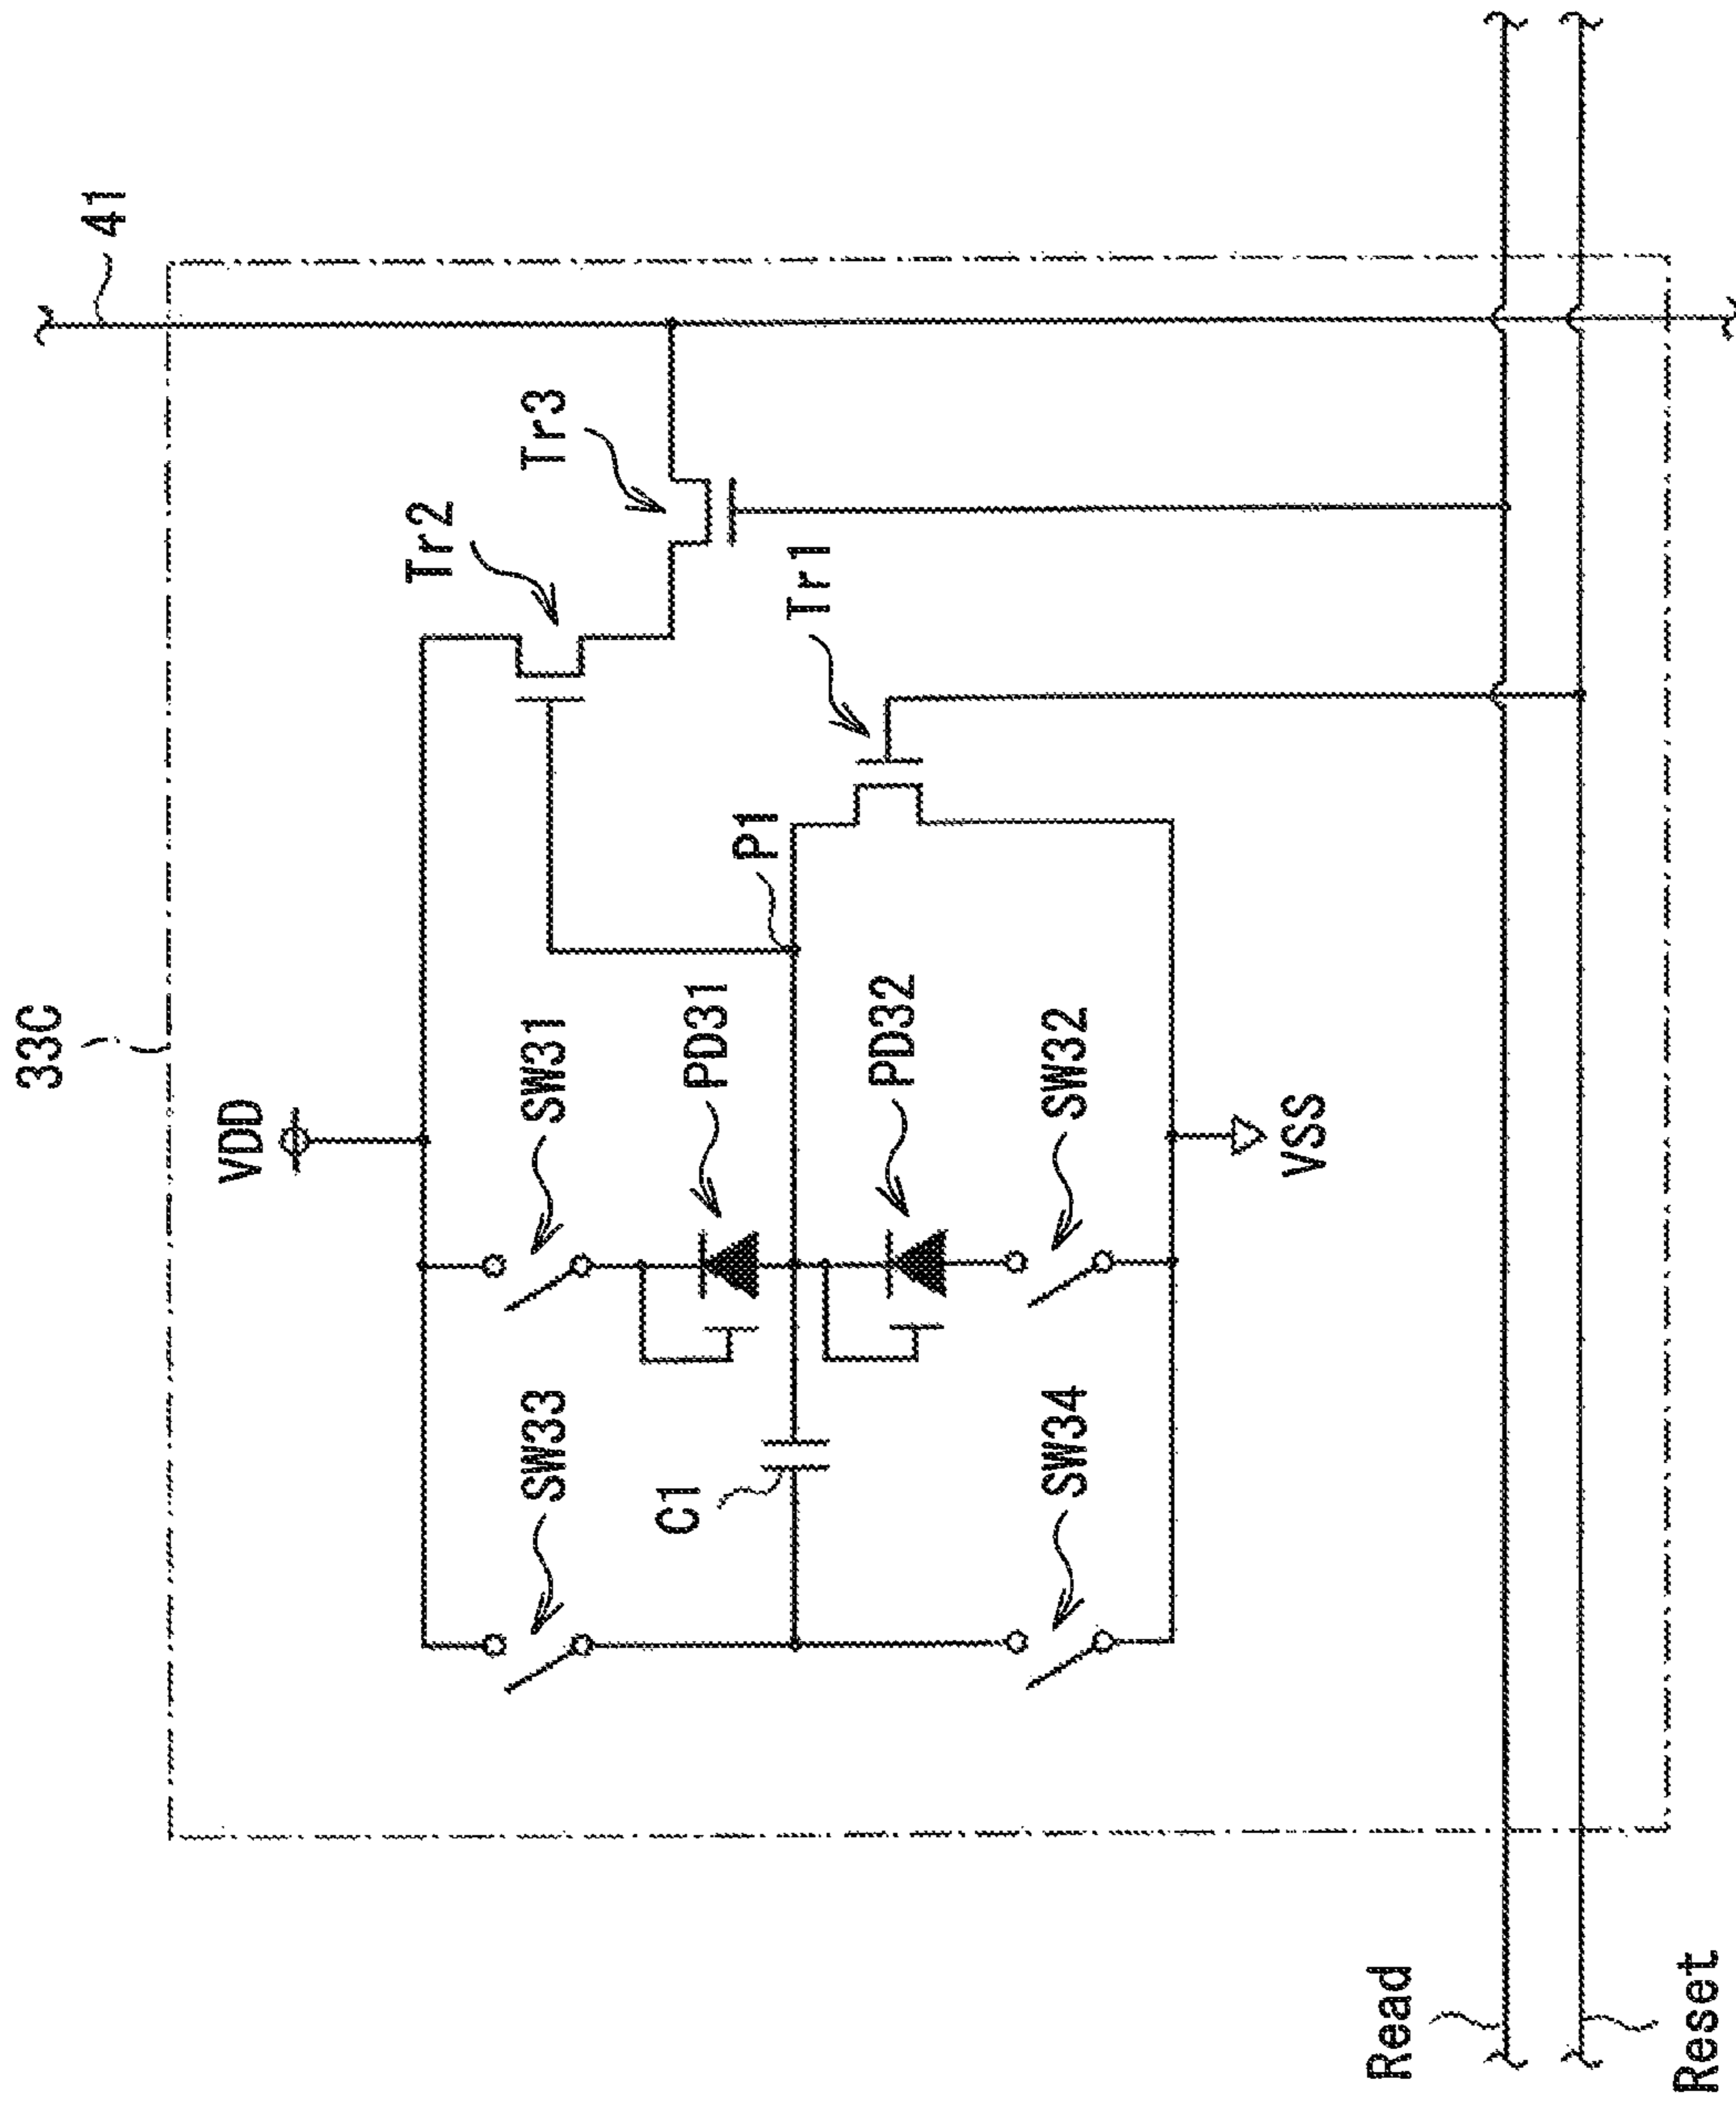 33C
41
VDD
Tr2
Tr3
SW33
SW31
C1
PD31
P1
Tr1
PD32
SW34
SW32
VSS
Read
Reset